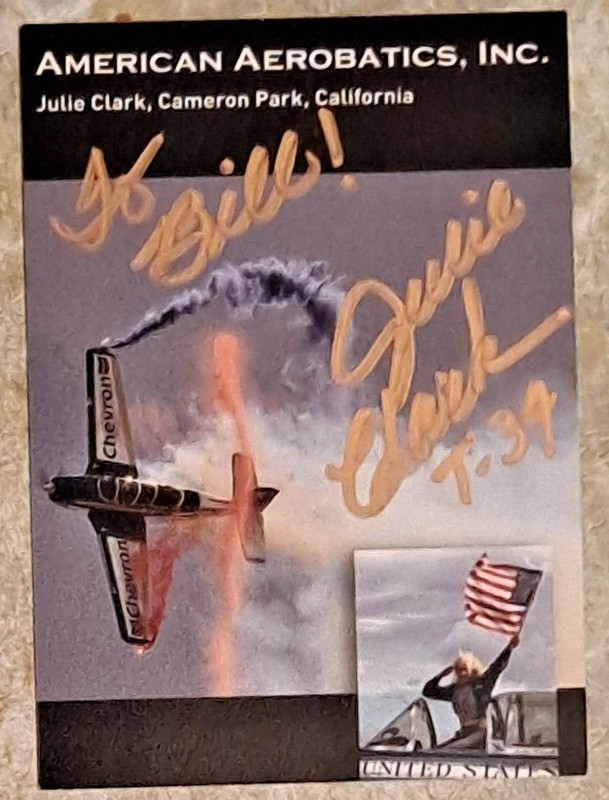 AMERICAN AEROBATICS, INC.
Julie Clark, Cameron Park, California
To Bill!
Julie
Clark
T-34
Chevron
Chevron
UNITED STATES